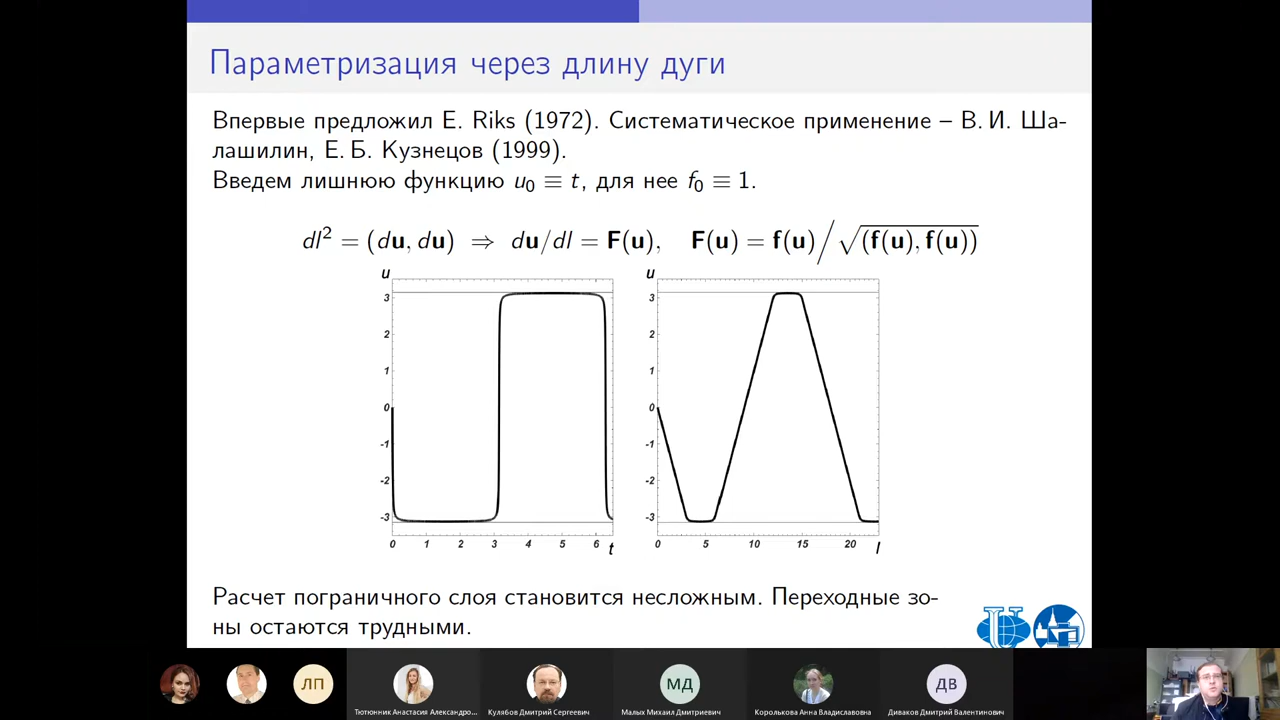 Параметризация через длину дуги
Впервые предложил E. Riks (1972). Систематическое применение – В. И. Ша-
лашилин, Е. Б. Кузнецов (1999).
Введем лишнюю функцию u₀ ≡ t, для нее f₀ ≡ 1.
dl² = (du, du) ⇒ du/dl = F(u), F(u) = f(u)/√(f(u), f(u))
u
3
2
1
0
-1
-2
-3
0 1 2 3 4 5 6 t
u
3
2
1
0
-1
-2
-3
0 5 10 15 20 l
Расчет пограничного слоя становится несложным. Переходные зо-
ны остаются трудными.
ЛП
МД
ДВ
Тютюнник Анастасия Александро...
Кулябов Дмитрий Сергеевич
Малых Михаил Дмитриевич
Королькова Анна Владиславовна
Диваков Дмитрий Валентинович